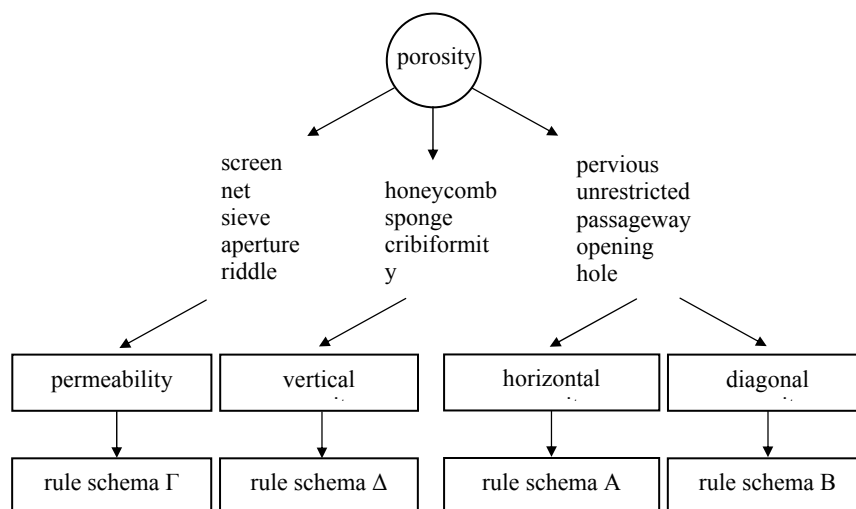 porosity
screen
net
sieve
aperture
riddle
honeycomb
sponge
cribiformit
y
pervious
unrestricted
passageway
opening
hole
permeability
vertical
horizontal
diagonal
rule schema Γ
rule schema Δ
rule schema A
rule schema B